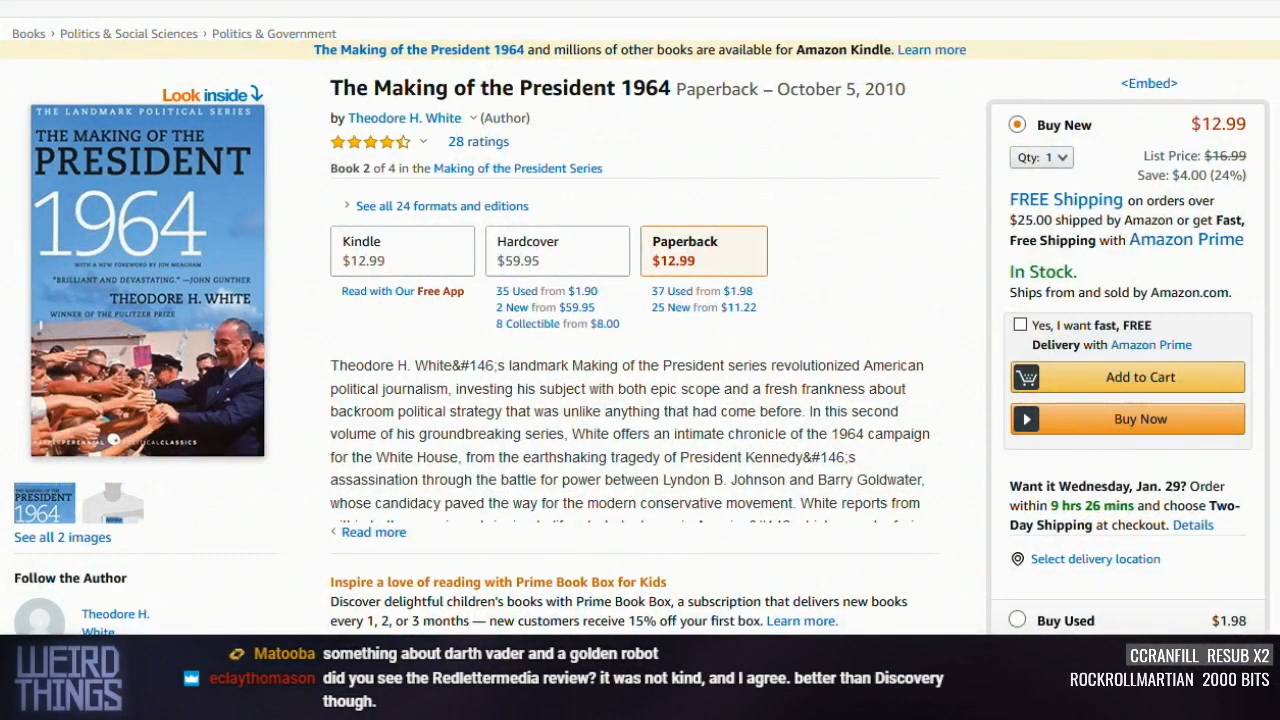 Books › Politics & Social Sciences › Politics & Government
The Making of the President 1964 and millions of other books are available for Amazon Kindle. Learn more
Look inside
THE LANDMARK POLITICAL SERIES
THE MAKING OF THE
PRESIDENT
1964
WITH A NEW FOREWORD BY JON MEACHAM
"BRILLIANT AND DEVASTATING." —JOHN GUNTHER
THEODORE H. WHITE
WINNER OF THE PULITZER PRIZE
HARPERPERENNIAL POLITICALCLASSICS
See all 2 images
Follow the Author
Theodore H.
White
The Making of the President 1964 Paperback – October 5, 2010
by Theodore H. White (Author)
28 ratings
Book 2 of 4 in the Making of the President Series
See all 24 formats and editions
Kindle
$12.99
Hardcover
$59.95
Paperback
$12.99
Read with Our Free App
35 Used from $1.90
2 New from $59.95
8 Collectible from $8.00
37 Used from $1.98
25 New from $11.22
Theodore H. White&#146;s landmark Making of the President series revolutionized American
political journalism, investing his subject with both epic scope and a fresh frankness about
backroom political strategy that was unlike anything that had come before. In this second
volume of his groundbreaking series, White offers an intimate chronicle of the 1964 campaign
for the White House, from the earthshaking tragedy of President Kennedy&#146;s
assassination through the battle for power between Lyndon B. Johnson and Barry Goldwater,
whose candidacy paved the way for the modern conservative movement. White reports from
Read more
Inspire a love of reading with Prime Book Box for Kids
Discover delightful children's books with Prime Book Box, a subscription that delivers new books
every 1, 2, or 3 months — new customers receive 15% off your first box. Learn more.
<Embed>
Buy New $12.99
Qty: 1
List Price: $16.99
Save: $4.00 (24%)
FREE Shipping on orders over
$25.00 shipped by Amazon or get Fast,
Free Shipping with Amazon Prime
In Stock.
Ships from and sold by Amazon.com.
Yes, I want fast, FREE
Delivery with Amazon Prime
Add to Cart
Buy Now
Want it Wednesday, Jan. 29? Order
within 9 hrs 26 mins and choose Two-
Day Shipping at checkout. Details
Select delivery location
Buy Used $1.98
WEIRD
THINGS
Matooba something about darth vader and a golden robot
eclaythomason did you see the Redlettermedia review? it was not kind, and I agree. better than Discovery
though.
CCRANFILL RESUB X2
ROCKROLLMARTIAN 2000 BITS